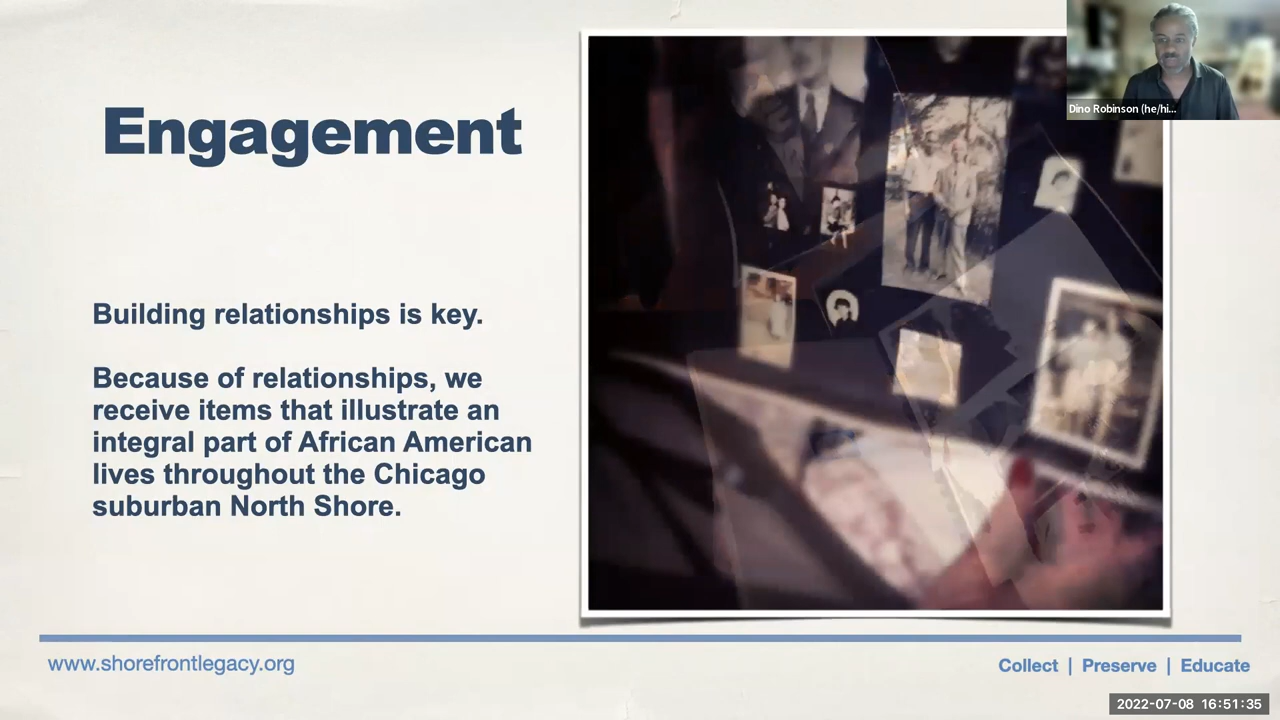 Engagement
Building relationships is key.
Because of relationships, we
receive items that illustrate an
integral part of African American
lives throughout the Chicago
suburban North Shore.
Dino Robinson (he/hi...
www.shorefrontlegacy.org
Collect | Preserve | Educate
2022-07-08 16:51:35